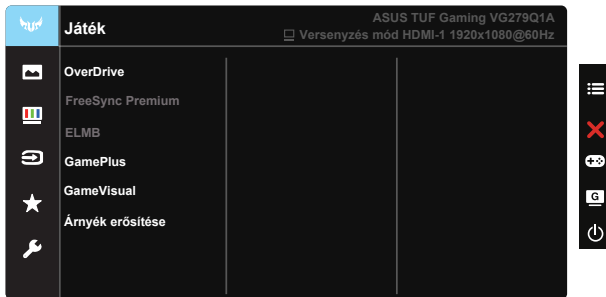 Játék
ASUS TUF Gaming VG279Q1A
Versenyzés mód HDMI-1 1920x1080@60Hz
OverDrive
FreeSync Premium
ELMB
GamePlus
GameVisual
Árnyék erősítése
G